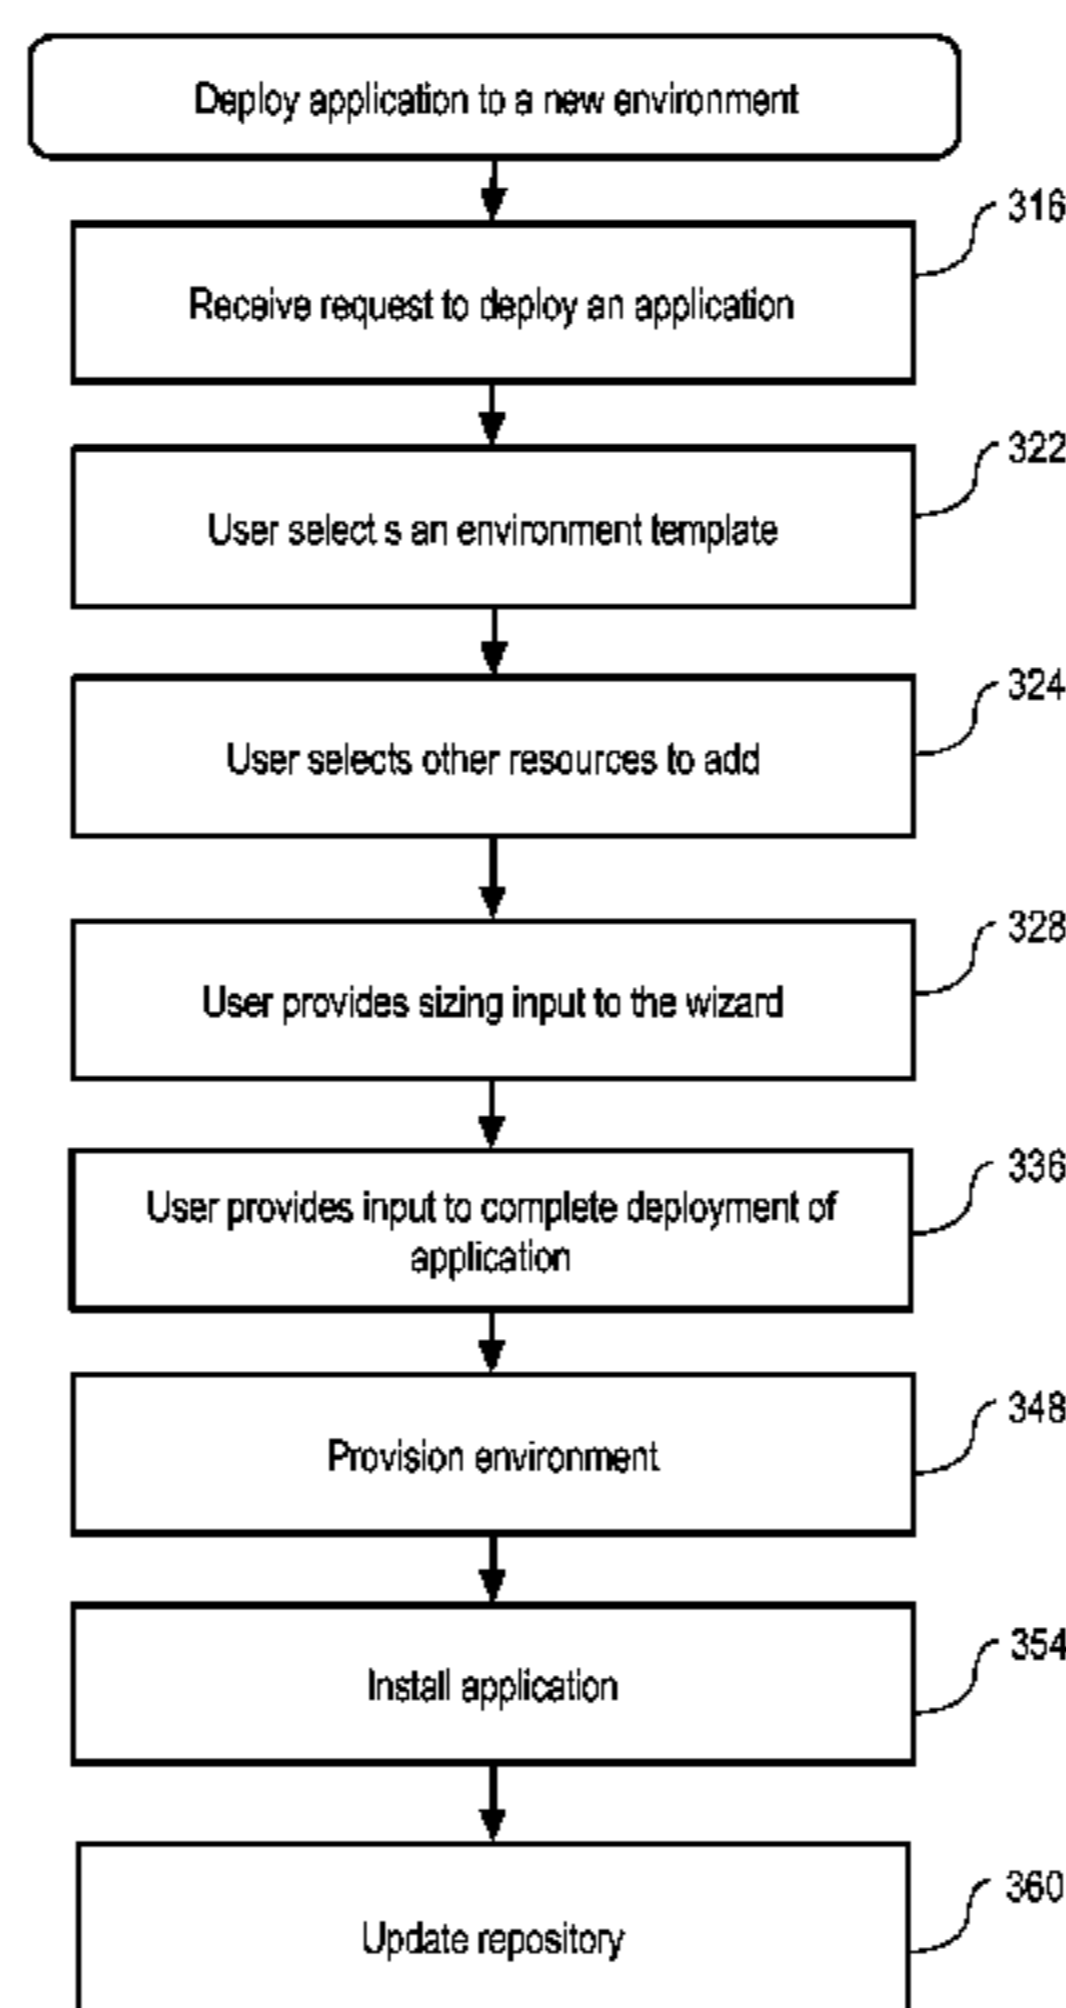 Deploy application to a new environment
316
Receive request to deploy an application
322
User select s an environment template
324
User selects other resources to add
328
User provides sizing input to the wizard
336
User provides input to complete deployment of
application
348
Provision environment
354
Install application
360
Update repository